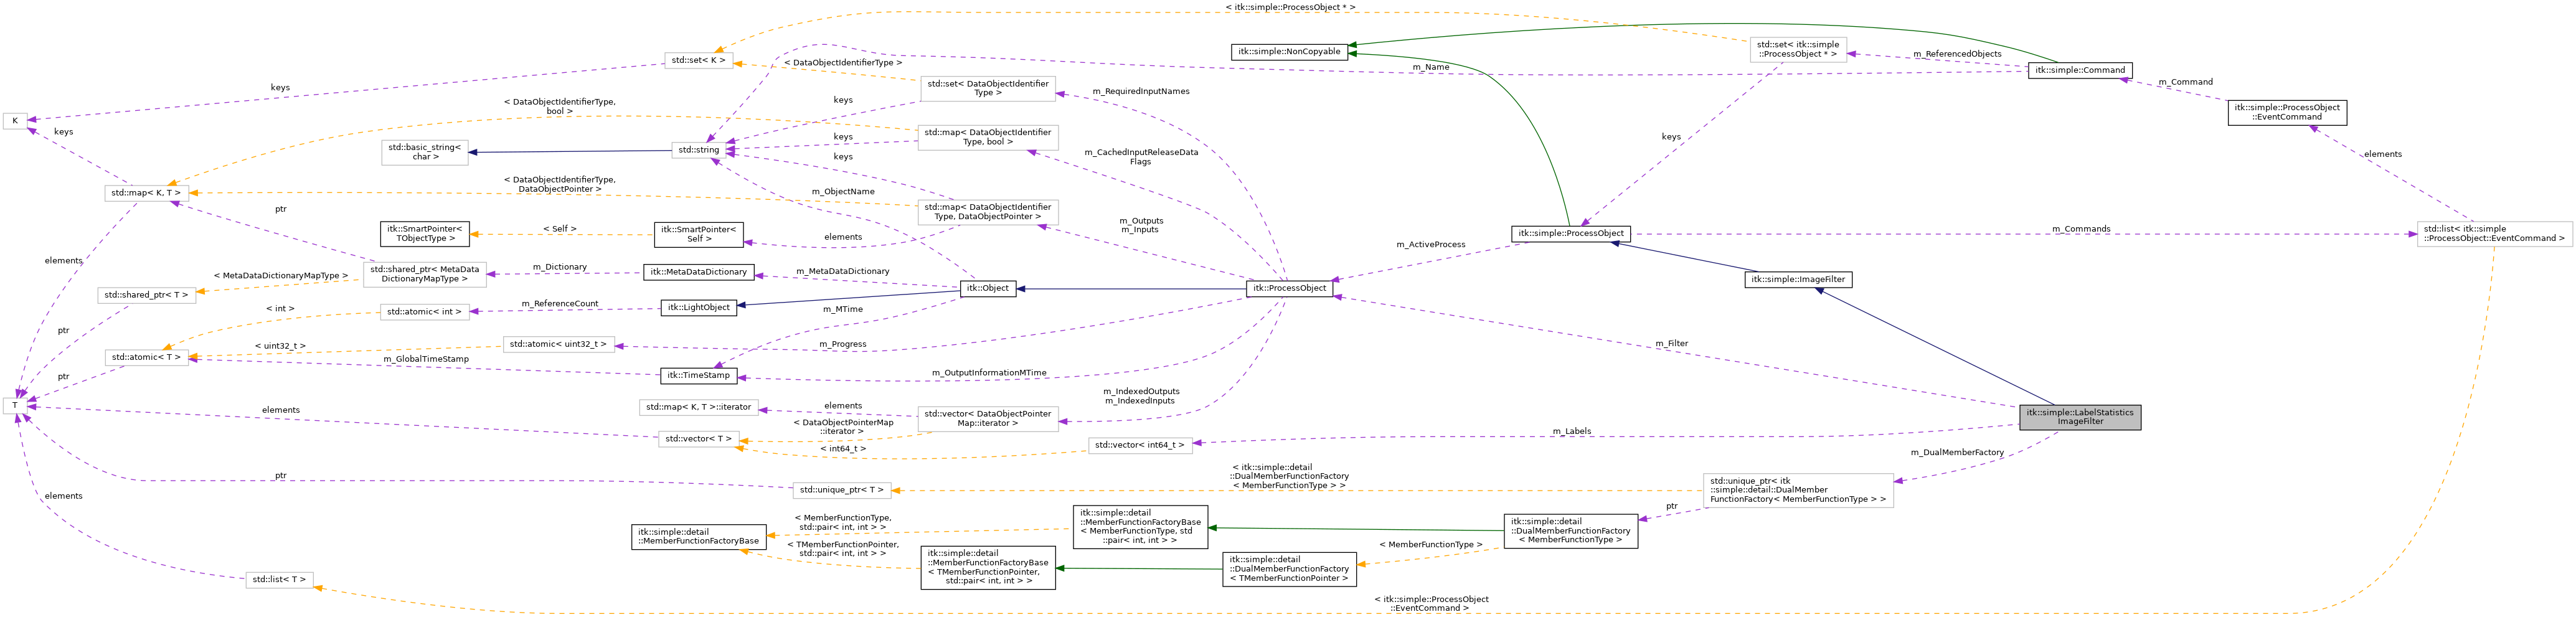 < itk::simple::ProcessObject * >
std::set< itk::simple
::ProcessObject * >
itk::simple::NonCopyable
m_ReferencedObjects
std::set< K >
< DataObjectIdentifierType >
m_Name
itk::simple::Command
m_Command
keys
std::set< DataObjectIdentifier
Type >
m_RequiredInputNames
keys
< DataObjectIdentifierType,
bool >
itk::simple::ProcessObject
::EventCommand
K
keys
std::map< DataObjectIdentifier
Type, bool >
keys
keys
std::basic_string<
char >
std::string
keys
m_CachedInputReleaseData
Flags
elements
std::map< K, T >
< DataObjectIdentifierType,
DataObjectPointer >
m_ObjectName
ptr
std::map< DataObjectIdentifier
Type, DataObjectPointer >
m_Outputs
m_Inputs
itk::SmartPointer<
TObjectType >
< Self >
itk::SmartPointer<
Self >
elements
m_ActiveProcess
itk::simple::ProcessObject
m_Commands
std::list< itk::simple
::ProcessObject::EventCommand >
elements
< MetaDataDictionaryMapType >
std::shared_ptr< MetaData
DictionaryMapType >
m_Dictionary
itk::MetaDataDictionary
m_MetaDataDictionary
itk::simple::ImageFilter
std::shared_ptr< T >
itk::Object
itk::ProcessObject
< int >
std::atomic< int >
m_ReferenceCount
itk::LightObject
m_MTime
ptr
< uint32_t >
std::atomic< uint32_t >
m_Progress
m_Filter
std::atomic< T >
m_GlobalTimeStamp
ptr
itk::TimeStamp
m_OutputInformationMTime
m_IndexedOutputs
m_IndexedInputs
T
elements
std::map< K, T >::iterator
elements
std::vector< DataObjectPointer
Map::iterator >
itk::simple::LabelStatistics
ImageFilter
< DataObjectPointerMap
::iterator >
std::vector< T >
< int64_t >
std::vector< int64_t >
m_Labels
m_DualMemberFactory
ptr
< itk::simple::detail
::DualMemberFunctionFactory
< MemberFunctionType > >
std::unique_ptr< itk
::simple::detail::DualMember
FunctionFactory< MemberFunctionType > >
std::unique_ptr< T >
elements
ptr
itk::simple::detail
::MemberFunctionFactoryBase
< MemberFunctionType,
std::pair< int, int > >
itk::simple::detail
::MemberFunctionFactoryBase
< MemberFunctionType, std
::pair< int, int > >
itk::simple::detail
::DualMemberFunctionFactory
< MemberFunctionType >
< TMemberFunctionPointer,
std::pair< int, int > >
itk::simple::detail
::MemberFunctionFactoryBase
< TMemberFunctionPointer,
std::pair< int, int > >
itk::simple::detail
::DualMemberFunctionFactory
< TMemberFunctionPointer >
< MemberFunctionType >
std::list< T >
< itk::simple::ProcessObject
::EventCommand >